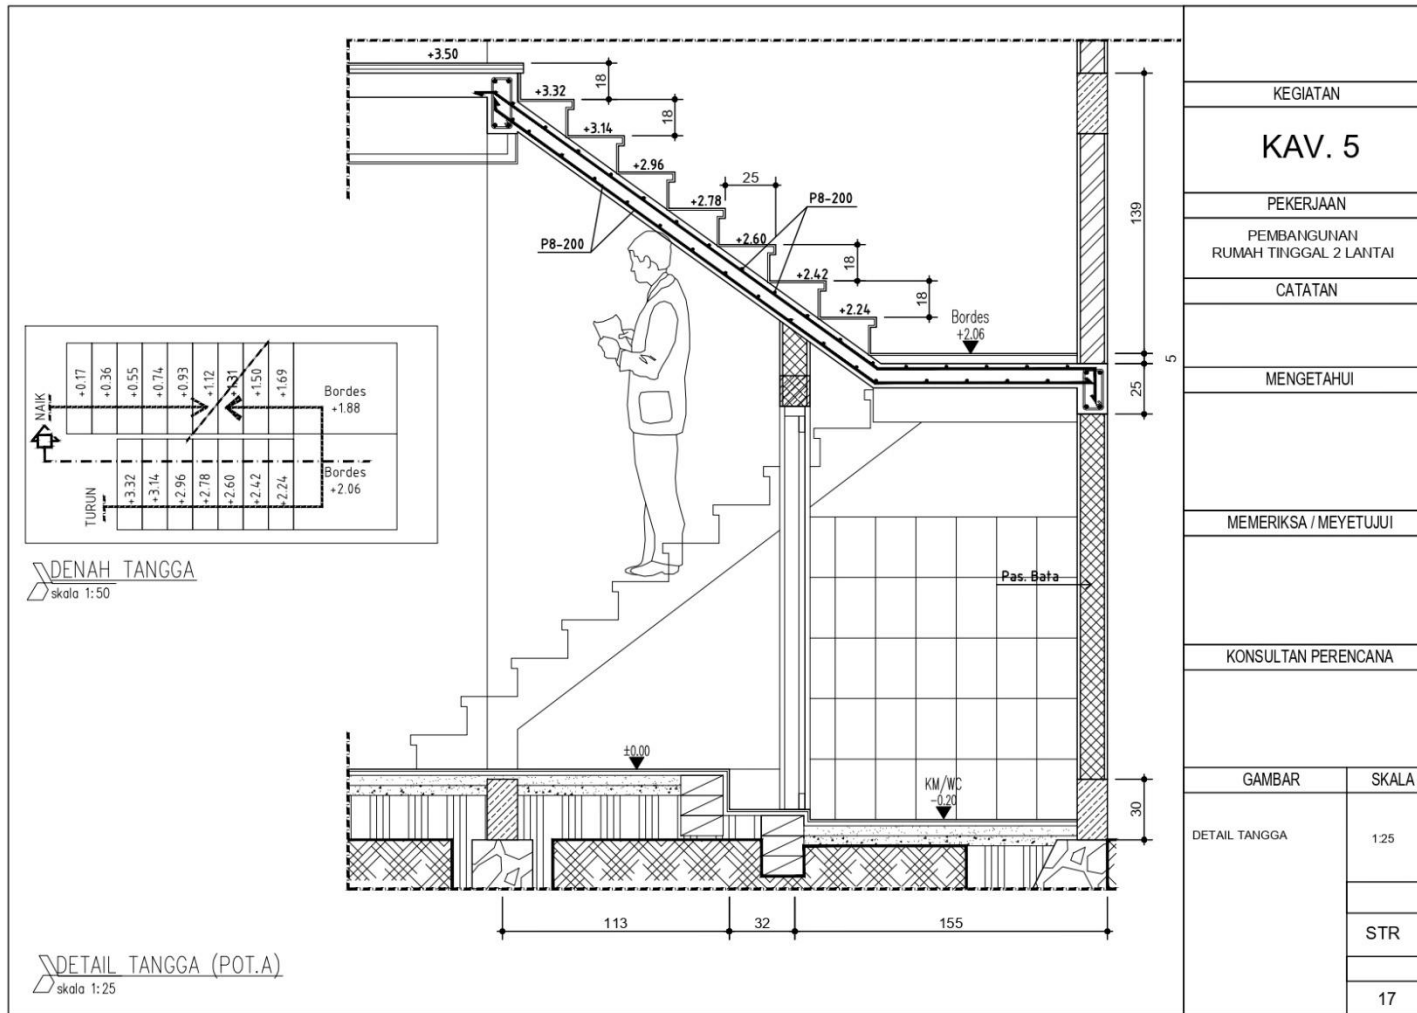 +3.50
18
+3.32
18
+3.14
+2.96
25
+2.78
P8-200
P8-200
+2.60
18
+2.42
18
+2.24
Bordes
+2.06
139
5
25
Pas. Bata
±0.00
KM/WC
-0.20
30
113
32
155
NAIK
+0.17
+0.36
+0.55
+0.74
+0.93
+1.12
+1.31
+1.50
+1.69
Bordes
+1.88
TURUN
+3.32
+3.14
+2.96
+2.78
+2.60
+2.42
+2.24
Bordes
+2.06
DENAH TANGGA
skala 1:50
DETAIL TANGGA (POT.A)
skala 1:25
KEGIATAN
KAV. 5
PEKERJAAN
PEMBANGUNAN
RUMAH TINGGAL 2 LANTAI
CATATAN
MENGETAHUI
MEMERIKSA / MEYETUJUI
KONSULTAN PERENCANA
GAMBAR SKALA
DETAIL TANGGA 1:25
STR
17